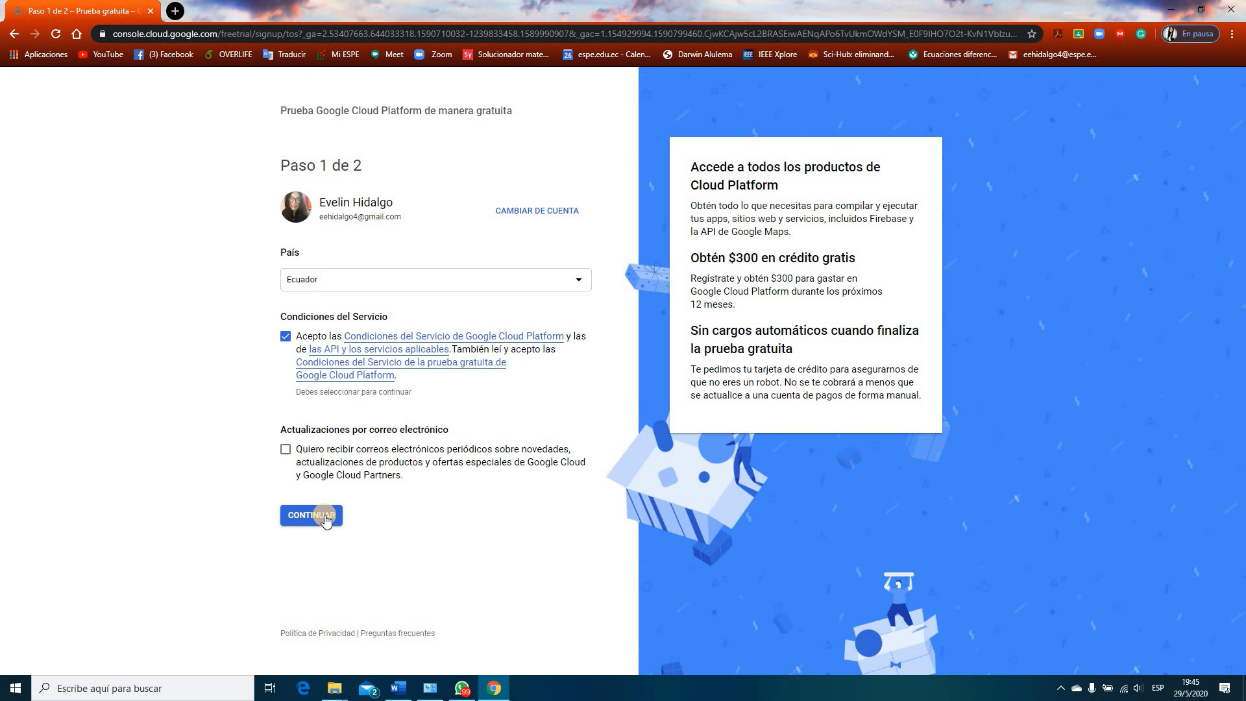 Paso 1 de 2 – Prueba gratuita –
console.cloud.google.com/freetrial/signup/tos?_ga=2.53407663.644033318.1590710032-1239833458.1589990907&_gac=1.154929994.1590799460.
En pausa
Aplicaciones
YouTube
(3) Facebook
OVERLIFE
Traducir
Mi ESPE
Meet
Zoom
Solucionador mate...
espe.edu.ec - Calen...
Darwin Alulema
IEEE Xplore
Sci-Hub: eliminand...
Ecuaciones diferenc...
eehidalgo4@espe.e...
Prueba Google Cloud Platform de manera gratuita
Paso 1 de 2
Evelin Hidalgo
eehidalgo4@gmail.com
CAMBIAR DE CUENTA
País
Ecuador
Condiciones del Servicio
Acepto las Condiciones del Servicio de Google Cloud Platform y las
de las API y los servicios aplicables.También leí y acepto las
Condiciones del Servicio de la prueba gratuita de
Google Cloud Platform.
Debes seleccionar para continuar
Actualizaciones por correo electrónico
Quiero recibir correos electrónicos periódicos sobre novedades,
actualizaciones de productos y ofertas especiales de Google Cloud
y Google Cloud Partners.
CONTINUAR
Política de Privacidad | Preguntas frecuentes
Accede a todos los productos de
Cloud Platform
Obtén todo lo que necesitas para compilar y ejecutar
tus apps, sitios web y servicios, incluidos Firebase y
la API de Google Maps.
Obtén $300 en crédito gratis
Regístrate y obtén $300 para gastar en
Google Cloud Platform durante los próximos
12 meses.
Sin cargos automáticos cuando finaliza
la prueba gratuita
Te pedimos tu tarjeta de crédito para asegurarnos de
que no eres un robot. No se te cobrará a menos que
se actualice a una cuenta de pagos de forma manual.
Escribe aquí para buscar
2
99
ESP
19:45
29/5/2020